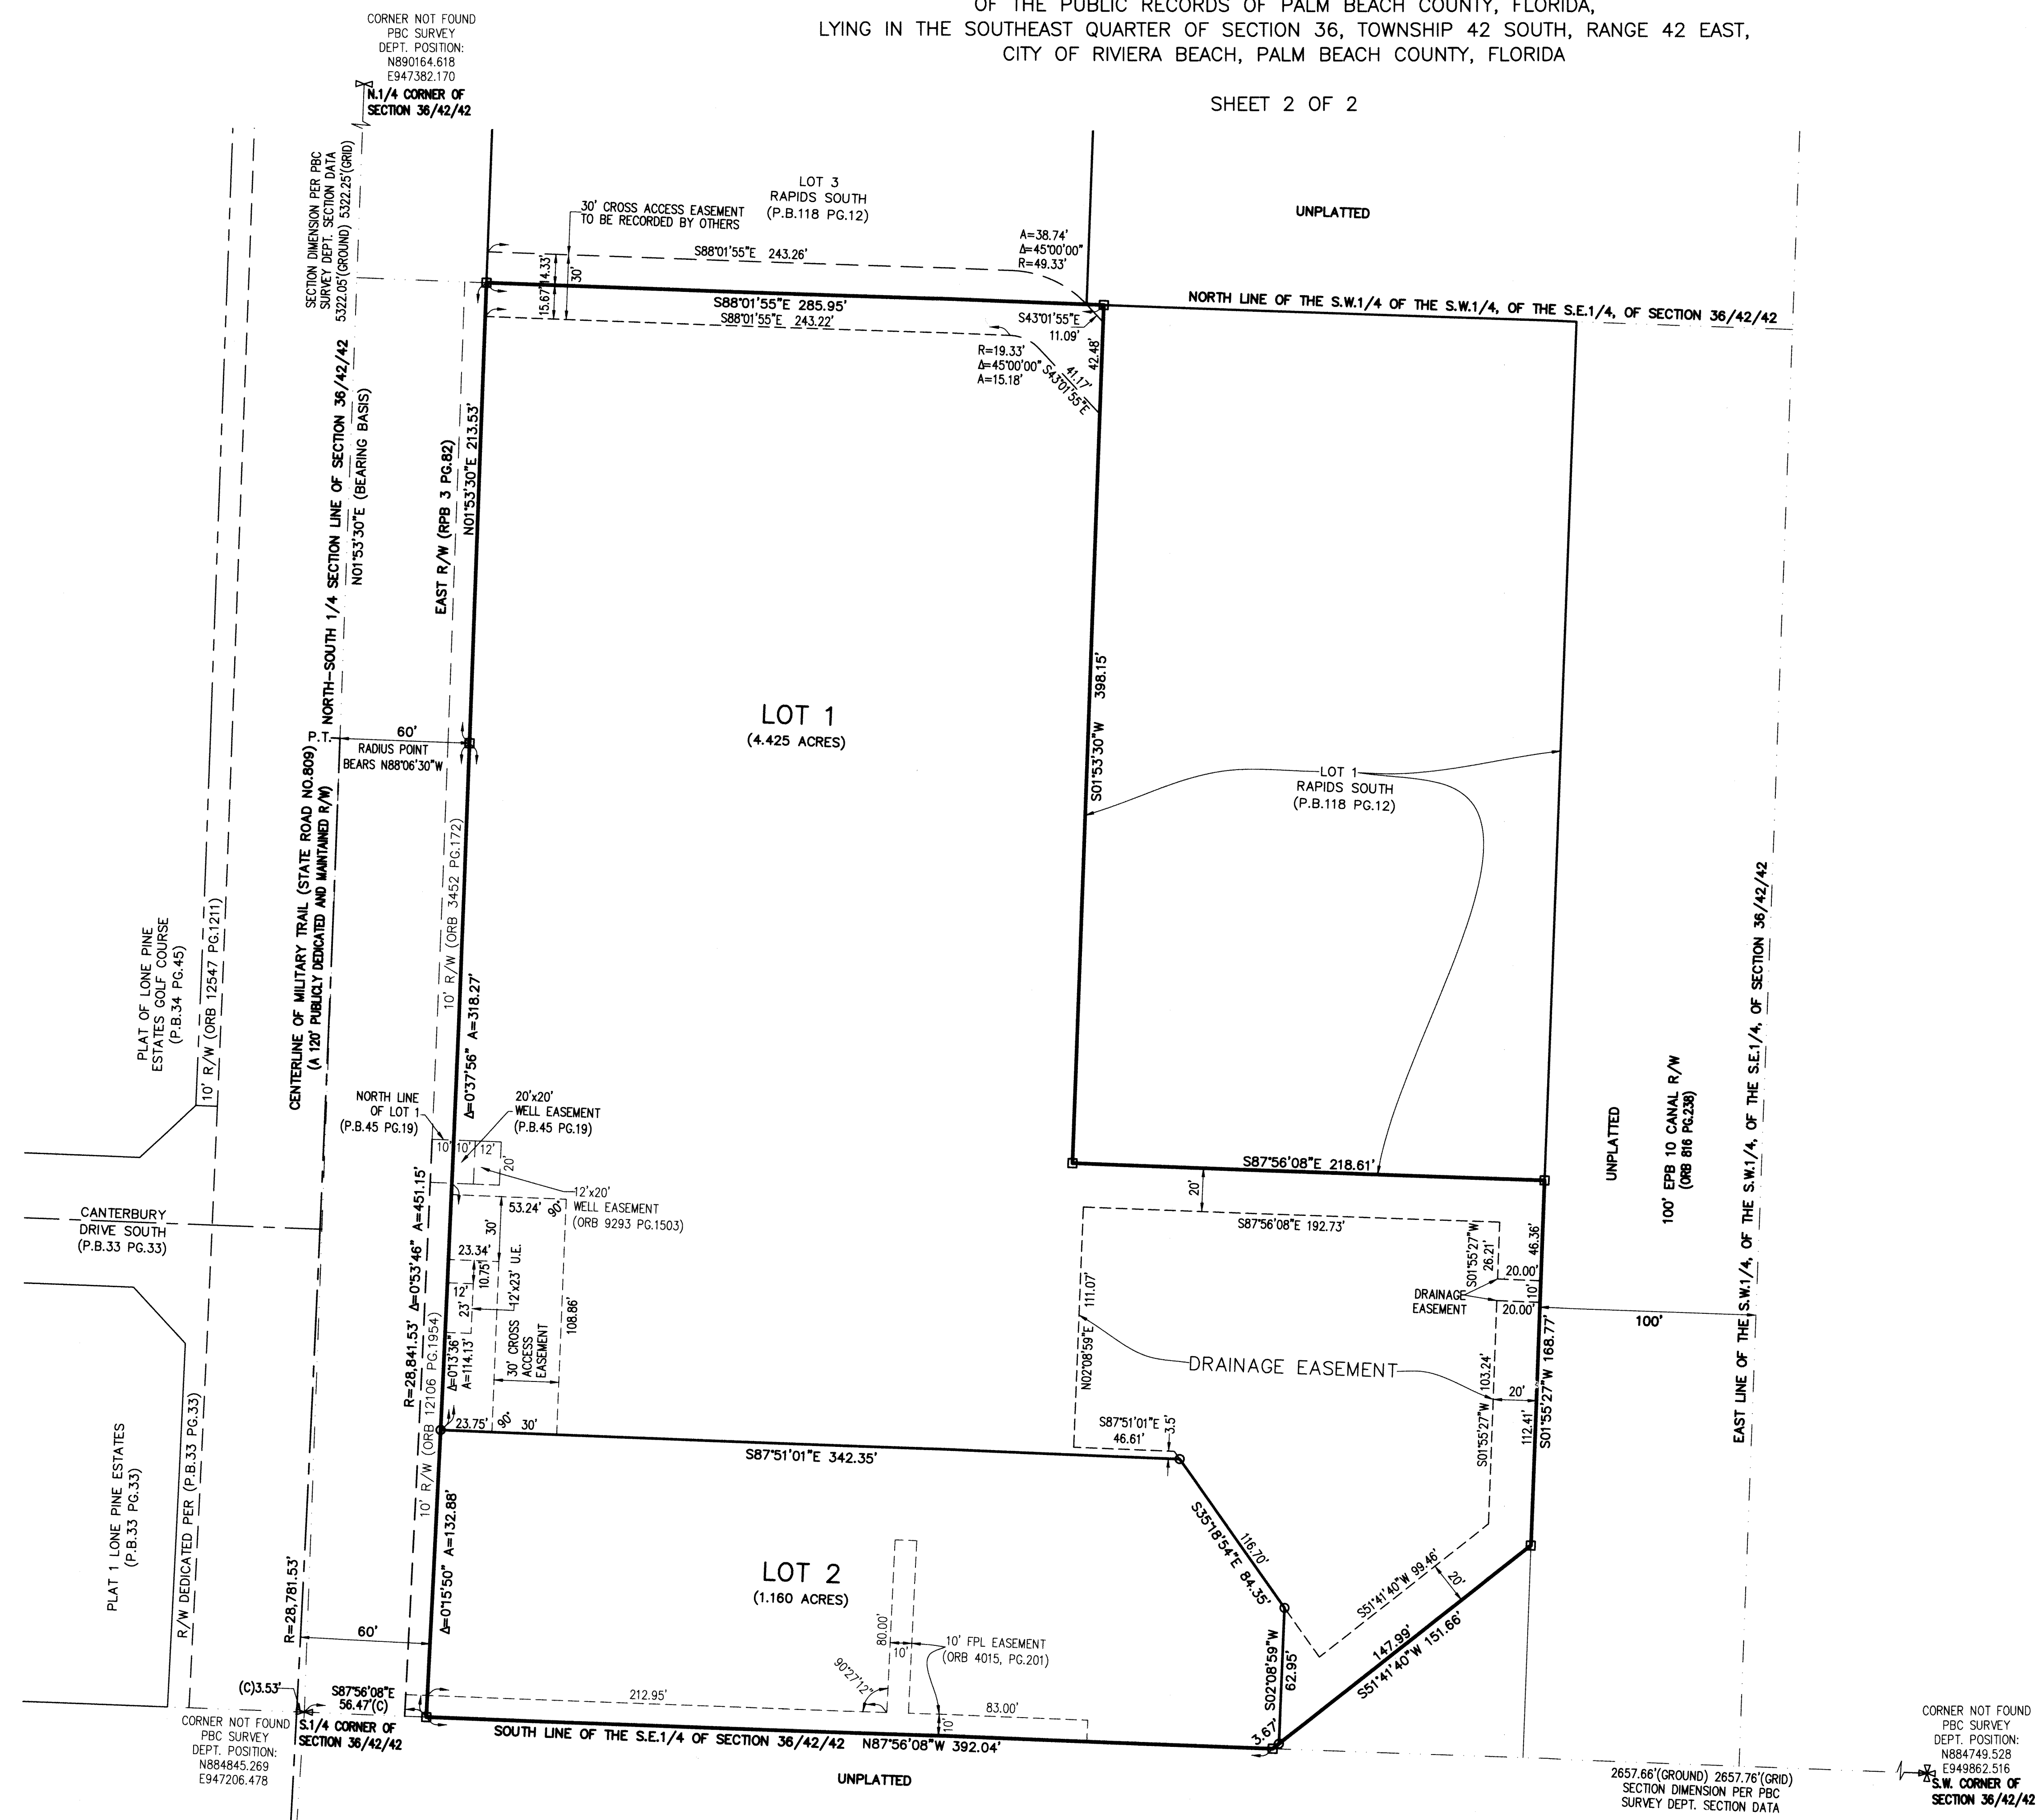 OF THE PUBLIC RECORDS OF PALM BEACH COUNTY, FLORIDA,
LYING IN THE SOUTHEAST QUARTER OF SECTION 36, TOWNSHIP 42 SOUTH, RANGE 42 EAST,
CITY OF RIVIERA BEACH, PALM BEACH COUNTY, FLORIDA
SHEET 2 OF 2
CORNER NOT FOUND
PBC SURVEY
DEPT. POSITION:
N890164.618
E947382.170
N.1/4 CORNER OF
SECTION 36/42/42
SECTION DIMENSION PER PBC
SURVEY DEPT. SECTION DATA
5322.05'(GROUND) 5322.25'(GRID)
LOT 3
RAPIDS SOUTH
(P.B.118 PG.12)
30' CROSS ACCESS EASEMENT
TO BE RECORDED BY OTHERS
UNPLATTED
A=38.74'
Δ=45°00'00"
R=49.33'
S88°01'55"E 243.26'
14.33'
15.67'
30'
S88°01'55"E 285.95'
S88°01'55"E 243.22'
S43°01'55"E
11.09'
42.48'
R=19.33'
Δ=45°00'00"
A=15.18'
41.17'
S43°01'55"E
NORTH LINE OF THE S.W.1/4 OF THE S.W.1/4, OF THE S.E.1/4, OF SECTION 36/42/42
NORTH-SOUTH 1/4 SECTION LINE OF SECTION 36/42/42
N01°53'30"E (BEARING BASIS)
EAST R/W (RPB 3 PG.82)
N01°53'30"E 213.53'
P.T.
60'
RADIUS POINT
BEARS N88°06'30"W
LOT 1
(4.425 ACRES)
S01°53'30"W 398.15'
LOT 1
RAPIDS SOUTH
(P.B.118 PG.12)
CENTERLINE OF MILITARY TRAIL (STATE ROAD NO.809)
(A 120' PUBLICLY DEDICATED AND MAINTAINED R/W)
10' R/W (ORB 3452 PG.172)
Δ=0°37'56" A=318.27'
PLAT OF LONE PINE
ESTATES GOLF COURSE
(P.B.34 PG.45)
10' R/W (ORB 12547 PG.1211)
NORTH LINE
OF LOT 1
(P.B.45 PG.19)
20'x20'
WELL EASEMENT
(P.B.45 PG.19)
10'
10'
12'
20'
12'x20'
WELL EASEMENT
(ORB 9293 PG.1503)
53.24'
90°
30'
23.34'
10.75'
12'
23'
12'x23' U.E.
30' CROSS
ACCESS
EASEMENT
108.86'
Δ=0°13'36"
A=114.13'
R=28,841.53' Δ=0°53'46" A=451.15'
10' R/W (ORB 12106 PG.1954)
23.75'
90°
30'
CANTERBURY
DRIVE SOUTH
(P.B.33 PG.33)
S87°56'08"E 218.61'
20'
S87°56'08"E 192.73'
S01°55'27"W
26.21'
46.36'
20.00'
10'
20.00'
DRAINAGE
EASEMENT
N02°08'59"E 111.07'
DRAINAGE EASEMENT
S01°55'27"W 103.24'
20'
112.41'
S01°55'27"W 168.77'
100'
UNPLATTED
100' EPB 10 CANAL R/W
(ORB 816 PG.238)
EAST LINE OF THE S.W.1/4, OF THE S.W.1/4, OF THE S.E.1/4, OF SECTION 36/42/42
S87°51'01"E
46.61'
3.5'
S87°51'01"E 342.35'
116.70'
S35°18'54"E 84.35'
S51°41'40"W 99.46'
20'
147.99'
S51°41'40"W 151.66'
S02°08'59"W
62.95'
3.67'
LOT 2
(1.160 ACRES)
Δ=0°15'50" A=132.88'
80.00'
10'
10' FPL EASEMENT
(ORB 4015, PG.201)
90°27'12"
212.95'
83.00'
10'
PLAT 1 LONE PINE ESTATES
(P.B.33 PG.33)
R/W DEDICATED PER (P.B.33 PG.33)
R=28,781.53'
60'
(C)3.53'
S87°56'08"E
56.47'(C)
CORNER NOT FOUND
PBC SURVEY
DEPT. POSITION:
N884845.269
E947206.478
S.1/4 CORNER OF
SECTION 36/42/42
SOUTH LINE OF THE S.E.1/4 OF SECTION 36/42/42 N87°56'08"W 392.04'
UNPLATTED
2657.66'(GROUND) 2657.76'(GRID)
SECTION DIMENSION PER PBC
SURVEY DEPT. SECTION DATA
CORNER NOT FOUND
PBC SURVEY
DEPT. POSITION:
N884749.528
E949862.516
S.W. CORNER OF
SECTION 36/42/42